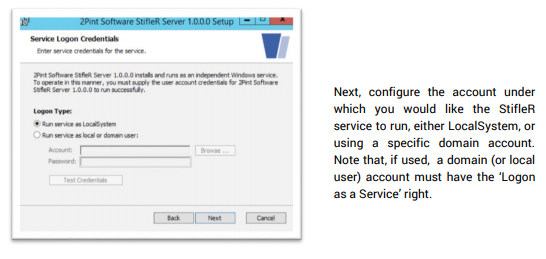 2Pint Software StifleR Server 1.0.0.0 Setup
Service Logon Credentials
Enter service credentials for the service.
2Pint Software StifleR Server 1.0.0.0 installs and runs as an independent Windows service.
To operate in this manner, you must supply the user account credentials for 2Pint Software
StifleR Server 1.0.0.0 to run successfully.
Logon Type:
Run service as LocalSystem
Run service as local or domain user:
Account:
Browse ...
Password:
Test Credentials
Back
Next
Cancel
Next, configure the account under
which you would like the StifleR
service to run, either LocalSystem, or
using a specific domain account.
Note that, if used, a domain (or local
user) account must have the ‘Logon
as a Service’ right.